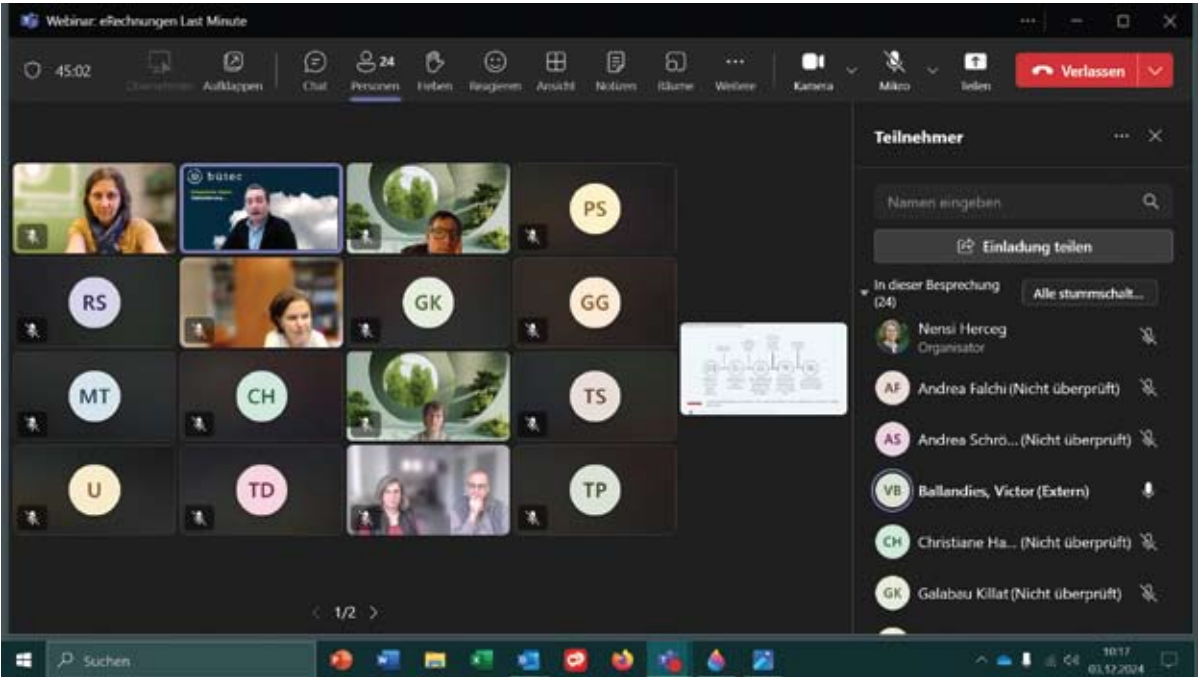 Webinar: eRechnungen Last Minute
45:02
Aufklappen
Chat
24
Personen
Heben
Reagieren
Ansicht
Notizen
Räume
Weitere
Kamera
Mikro
Teilen
Verlassen
bütec
PS
RS
GK
GG
MT
CH
TS
U
TD
TP
1/2
Teilnehmer
Namen eingeben
Einladung teilen
In dieser Besprechung
(24)
Alle stummschalt...
Nensi Herceg
Organisator
AF Andrea Falchi (Nicht überprüft)
AS Andrea Schrö... (Nicht überprüft)
VB Ballandies, Victor (Extern)
CH Christiane Ha... (Nicht überprüft)
GK Galabau Killat (Nicht überprüft)
Suchen
10:17
03.12.2024